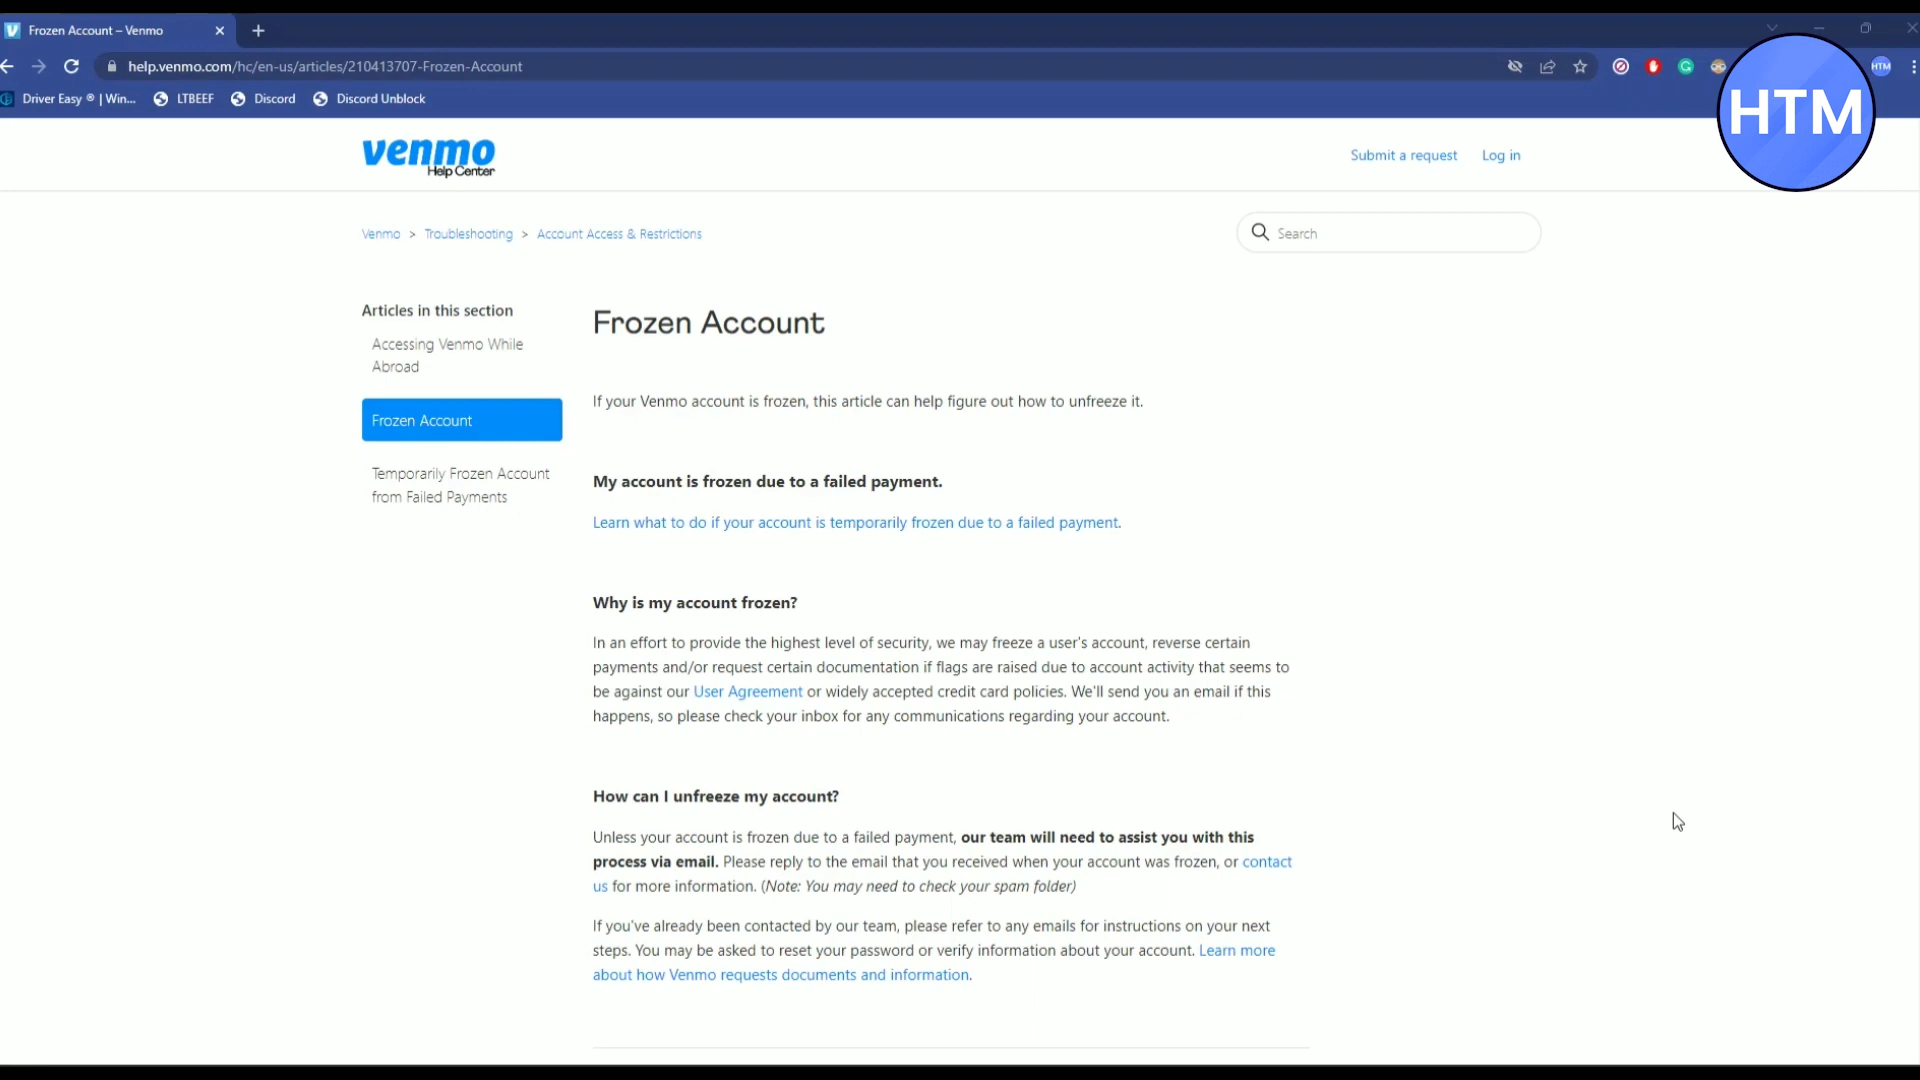 Frozen Account – Venmo
help.venmo.com/hc/en-us/articles/210413707-Frozen-Account
HTM
Driver Easy ® | Win...
LTBEEF
Discord
Discord Unblock
HTM
venmo
Help Center
Submit a request
Log in
Venmo > Troubleshooting > Account Access & Restrictions
Search
Articles in this section
Accessing Venmo While
Abroad
Frozen Account
Temporarily Frozen Account
from Failed Payments
Frozen Account
If your Venmo account is frozen, this article can help figure out how to unfreeze it.
My account is frozen due to a failed payment.
Learn what to do if your account is temporarily frozen due to a failed payment.
Why is my account frozen?
In an effort to provide the highest level of security, we may freeze a user's account, reverse certain
payments and/or request certain documentation if flags are raised due to account activity that seems to
be against our User Agreement or widely accepted credit card policies. We'll send you an email if this
happens, so please check your inbox for any communications regarding your account.
How can I unfreeze my account?
Unless your account is frozen due to a failed payment, our team will need to assist you with this
process via email. Please reply to the email that you received when your account was frozen, or contact
us for more information. (Note: You may need to check your spam folder)
If you've already been contacted by our team, please refer to any emails for instructions on your next
steps. You may be asked to reset your password or verify information about your account. Learn more
about how Venmo requests documents and information.